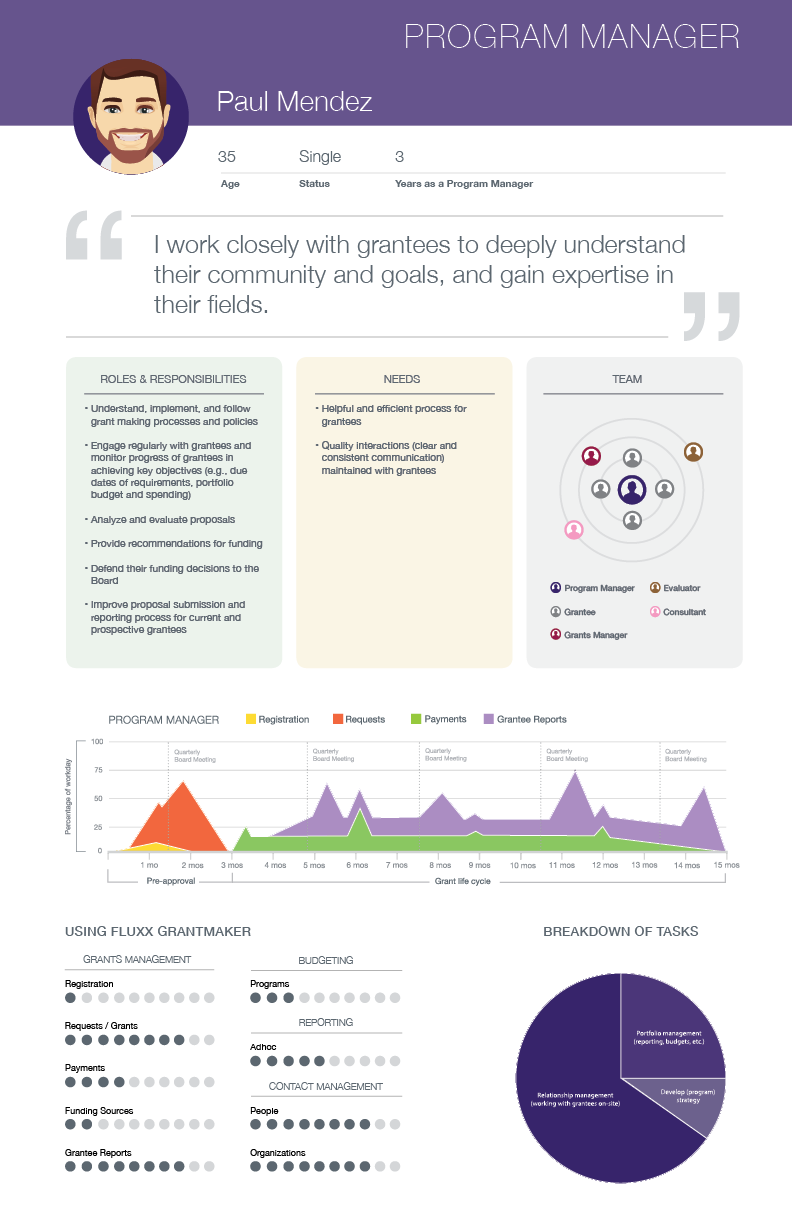 PROGRAM MANAGER
Paul Mendez
35 Single 3
Age Status Years as a Program Manager
“
I work closely with grantees to deeply understand
their community and goals, and gain expertise in
their fields.
”
ROLES & RESPONSIBILITIES
• Understand, implement, and follow
grant making processes and policies
• Engage regularly with grantees and
monitor progress of grantees in
achieving key objectives (e.g., due
dates of requirements, portfolio
budget and spending)
• Analyze and evaluate proposals
• Provide recommendations for funding
• Defend their funding decisions to the
Board
• Improve proposal submission and
reporting process for current and
prospective grantees
NEEDS
• Helpful and efficient process for
grantees
• Quality interactions (clear and
consistent communication)
maintained with grantees
TEAM
Program Manager Evaluator
Grantee Consultant
Grants Manager
PROGRAM MANAGER Registration Requests Payments Grantee Reports
Percentage of workday
100
75
50
25
0
Quarterly
Board Meeting
Quarterly
Board Meeting
Quarterly
Board Meeting
Quarterly
Board Meeting
Quarterly
Board Meeting
1 mo 2 mos 3 mos 4 mos 5 mos 6 mos 7 mos 8 mos 9 mos 10 mos 11 mos 12 mos 13 mos 14 mos 15 mos
Pre-approval Grant life cycle
USING FLUXX GRANTMAKER
GRANTS MANAGEMENT
Registration
Requests / Grants
Payments
Funding Sources
Grantee Reports
BUDGETING
Programs
REPORTING
Adhoc
CONTACT MANAGEMENT
People
Organizations
BREAKDOWN OF TASKS
Portfolio management
(reporting, budgets, etc.)
Develop (program)
strategy
Relationship management
(working with grantees on-site)